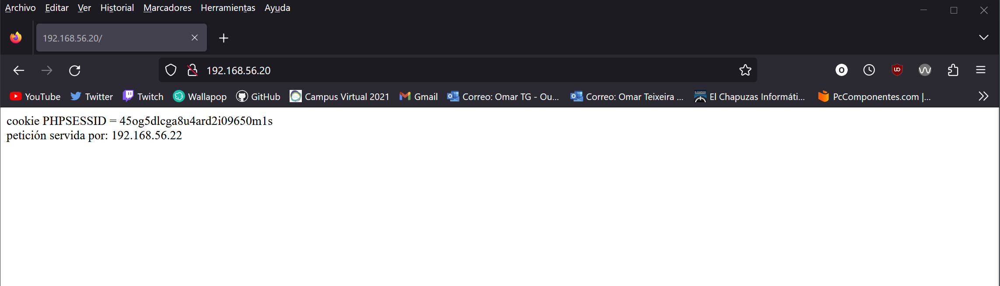 Archivo Editar Ver Historial Marcadores Herramientas Ayuda
192.168.56.20/
192.168.56.20
YouTube Twitter Twitch Wallapop GitHub Campus Virtual 2021 Gmail Correo: Omar TG - Ou... Correo: Omar Teixeira ... El Chapuzas Informáti... PcComponentes.com |...
cookie PHPSESSID = 45og5dlcga8u4ard2i09650m1s
petición servida por: 192.168.56.22